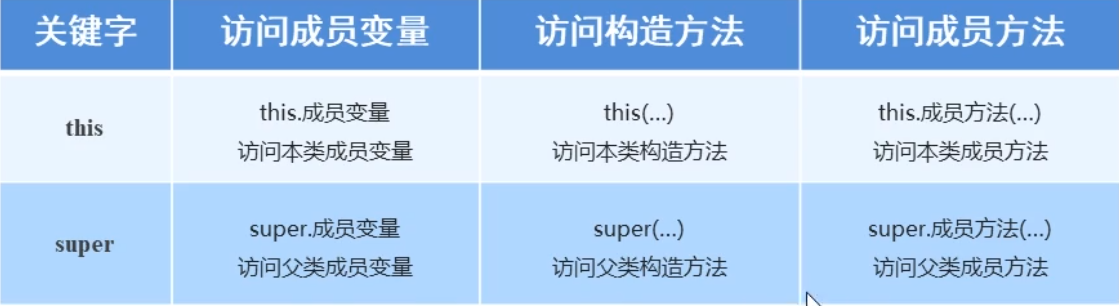 关键字 访问成员变量 访问构造方法 访问成员方法
this
this.成员变量
访问本类成员变量
this(...)
访问本类构造方法
this.成员方法(...)
访问本类成员方法
super
super.成员变量
访问父类成员变量
super(...)
访问父类构造方法
super.成员方法(...)
访问父类成员方法